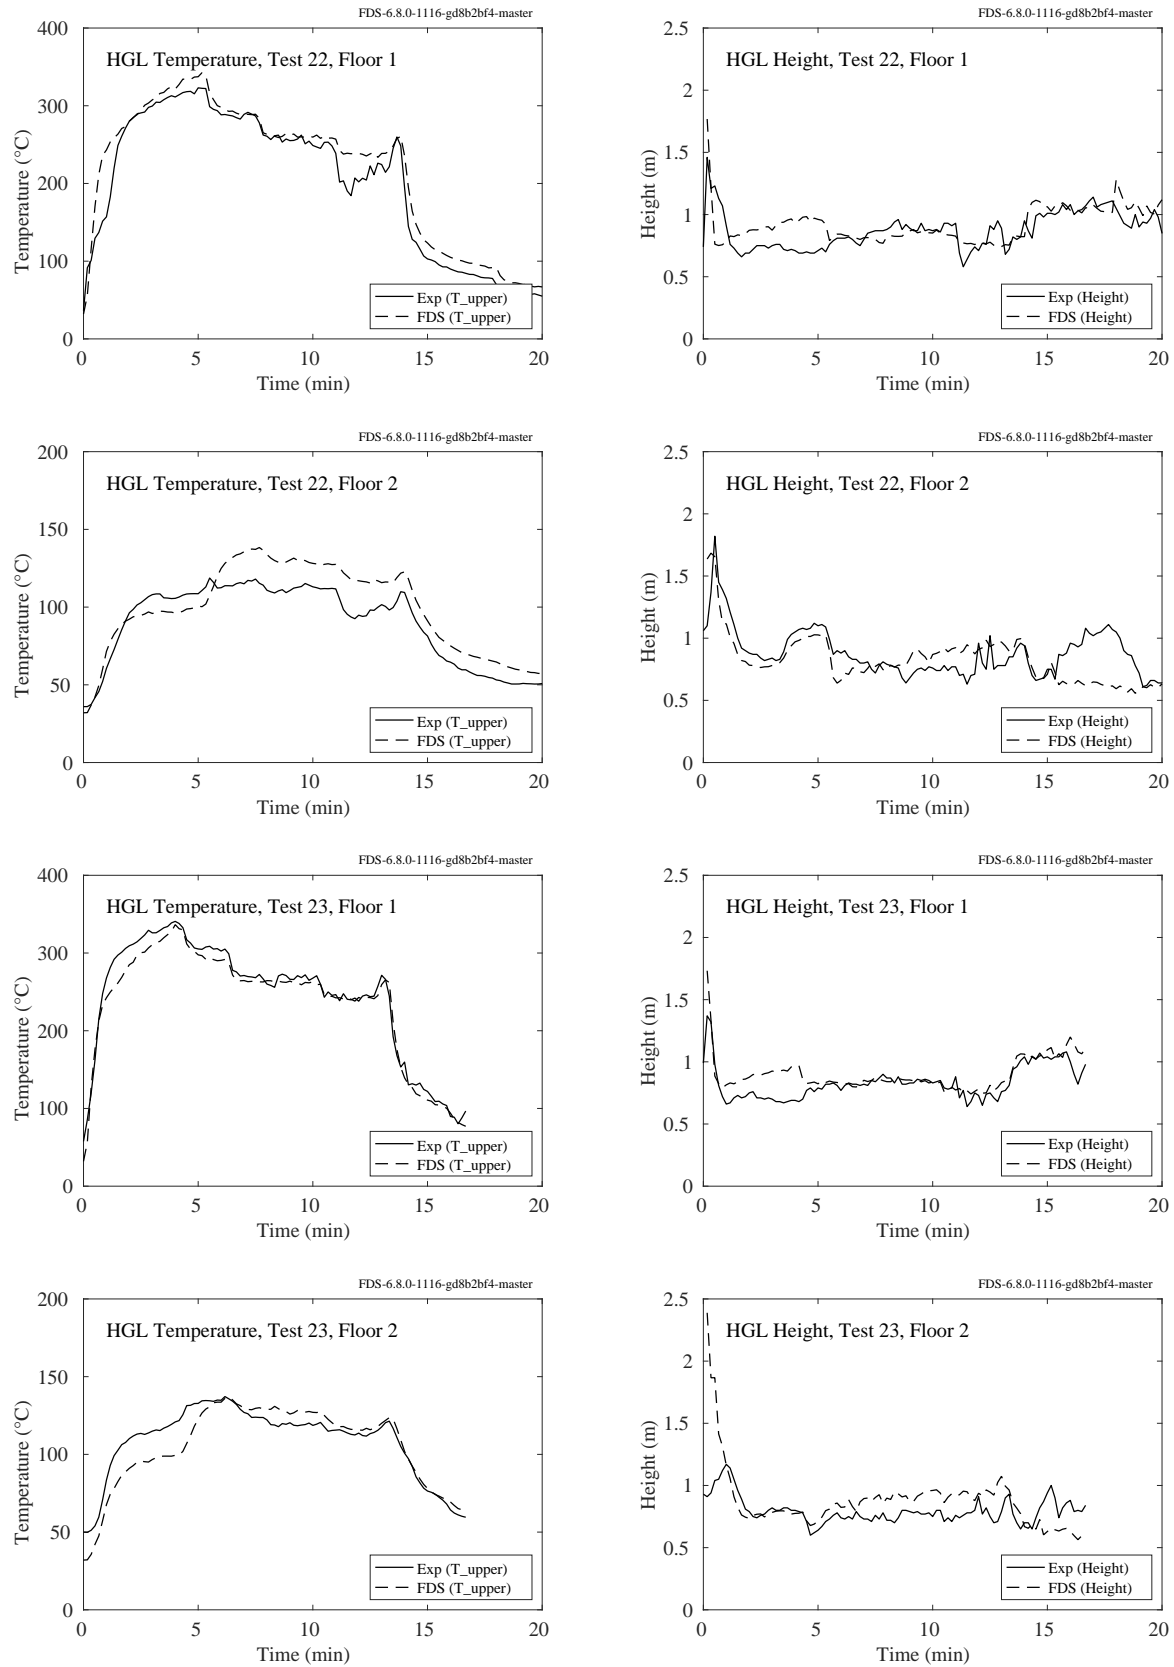 FDS-6.8.0-1116-gd8b2bf4-master
HGL Temperature, Test 22, Floor 1
Temperature (°C)
400
300
200
100
0
0 5 10 15 20
Time (min)
Exp (T_upper)
FDS (T_upper)
FDS-6.8.0-1116-gd8b2bf4-master
HGL Height, Test 22, Floor 1
Height (m)
2.5
2
1.5
1
0.5
0
0 5 10 15 20
Time (min)
Exp (Height)
FDS (Height)
FDS-6.8.0-1116-gd8b2bf4-master
HGL Temperature, Test 22, Floor 2
Temperature (°C)
200
150
100
50
0
0 5 10 15 20
Time (min)
Exp (T_upper)
FDS (T_upper)
FDS-6.8.0-1116-gd8b2bf4-master
HGL Height, Test 22, Floor 2
Height (m)
2.5
2
1.5
1
0.5
0
0 5 10 15 20
Time (min)
Exp (Height)
FDS (Height)
FDS-6.8.0-1116-gd8b2bf4-master
HGL Temperature, Test 23, Floor 1
Temperature (°C)
400
300
200
100
0
0 5 10 15 20
Time (min)
Exp (T_upper)
FDS (T_upper)
FDS-6.8.0-1116-gd8b2bf4-master
HGL Height, Test 23, Floor 1
Height (m)
2.5
2
1.5
1
0.5
0
0 5 10 15 20
Time (min)
Exp (Height)
FDS (Height)
FDS-6.8.0-1116-gd8b2bf4-master
HGL Temperature, Test 23, Floor 2
Temperature (°C)
200
150
100
50
0
0 5 10 15 20
Time (min)
Exp (T_upper)
FDS (T_upper)
FDS-6.8.0-1116-gd8b2bf4-master
HGL Height, Test 23, Floor 2
Height (m)
2.5
2
1.5
1
0.5
0
0 5 10 15 20
Time (min)
Exp (Height)
FDS (Height)